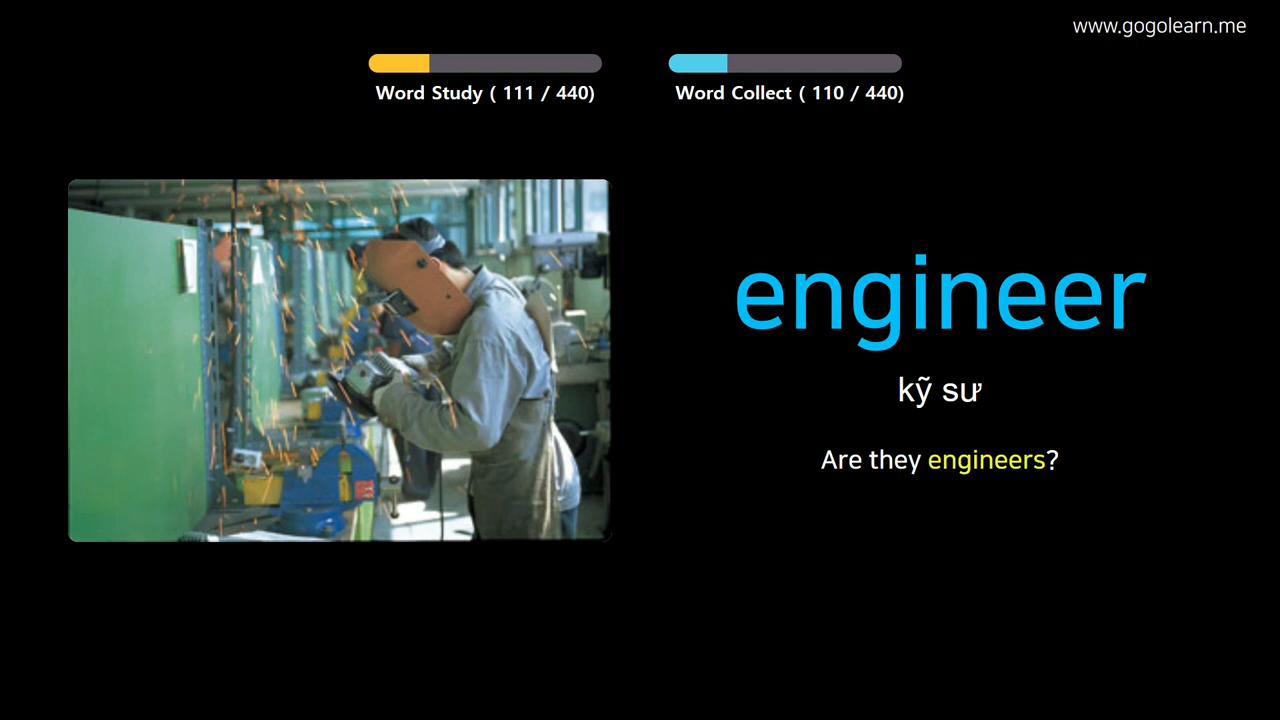 www.gogolearn.me
Word Study ( 111 / 440)
Word Collect ( 110 / 440)
engineer
kỹ sư
Are they engineers?